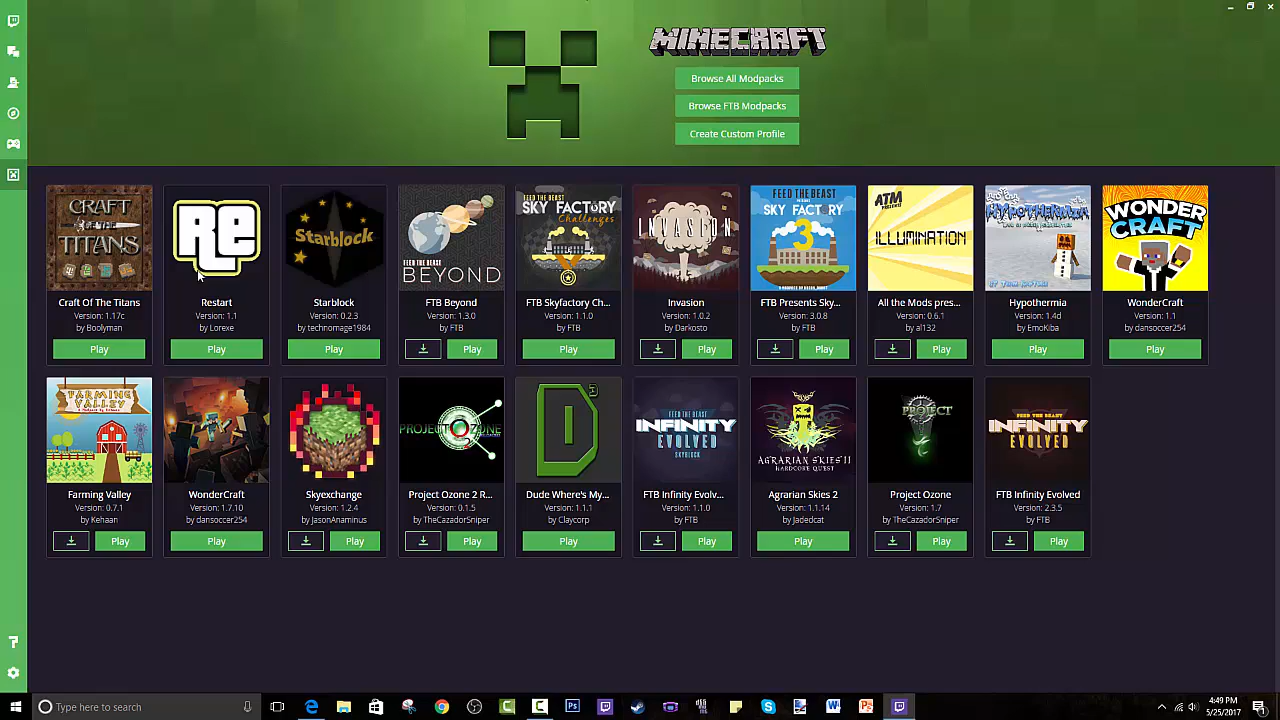 MINECRAFT
Browse All Modpacks
Browse FTB Modpacks
Create Custom Profile
CRAFT
OF THE
TITANS
Craft Of The Titans
Version: 1.17c
by Boolyman
Play
Re
Restart
Version: 1.1
by Lorexe
Play
Starblock
Starblock
Version: 0.2.3
by technomage1984
Play
FEED THE BEAST
BEYOND
FTB Beyond
Version: 1.3.0
by FTB
Play
FEED THE BEAST
SKY FACTORY
Challenges
FTB Skyfactory Ch...
Version: 1.1.0
by FTB
Play
INVASION
Invasion
Version: 1.0.2
by Darkosto
Play
FEED THE BEAST
PRESENTS
SKY FACTORY
3
FTB Presents Sky...
Version: 3.0.8
by FTB
Play
ATM
PRESENTS
ILLUMINATION
All the Mods pres...
Version: 0.6.1
by al132
Play
HYPOTHERMIA
Hypothermia
Version: 1.4d
by EmoKiba
Play
WONDER
CRAFT
WonderCraft
Version: 1.1
by dansoccer254
Play
FARMING
VALLEY
Farming Valley
Version: 0.7.1
by Kehaan
Play
WonderCraft
Version: 1.7.10
by dansoccer254
Play
Skyexchange
Version: 1.2.4
by JasonAnaminus
Play
PROJECT OZONE
Project Ozone 2 R...
Version: 0.1.5
by TheCazadorSniper
Play
D
Dude Where's My...
Version: 1.1.1
by Claycorp
Play
FEED THE BEAST
INFINITY
EVOLVED
SKYBLOCK
FTB Infinity Evolv...
Version: 1.1.0
by FTB
Play
AGRARIAN SKIES II
HARDCORE QUEST
Agrarian Skies 2
Version: 1.1.14
by Jadedcat
Play
PROJECT
Project Ozone
Version: 1.7
by TheCazadorSniper
Play
FEED THE BEAST
INFINITY
EVOLVED
FTB Infinity Evolved
Version: 2.3.5
by FTB
Play
Type here to search
4:49 PM
5/25/2017